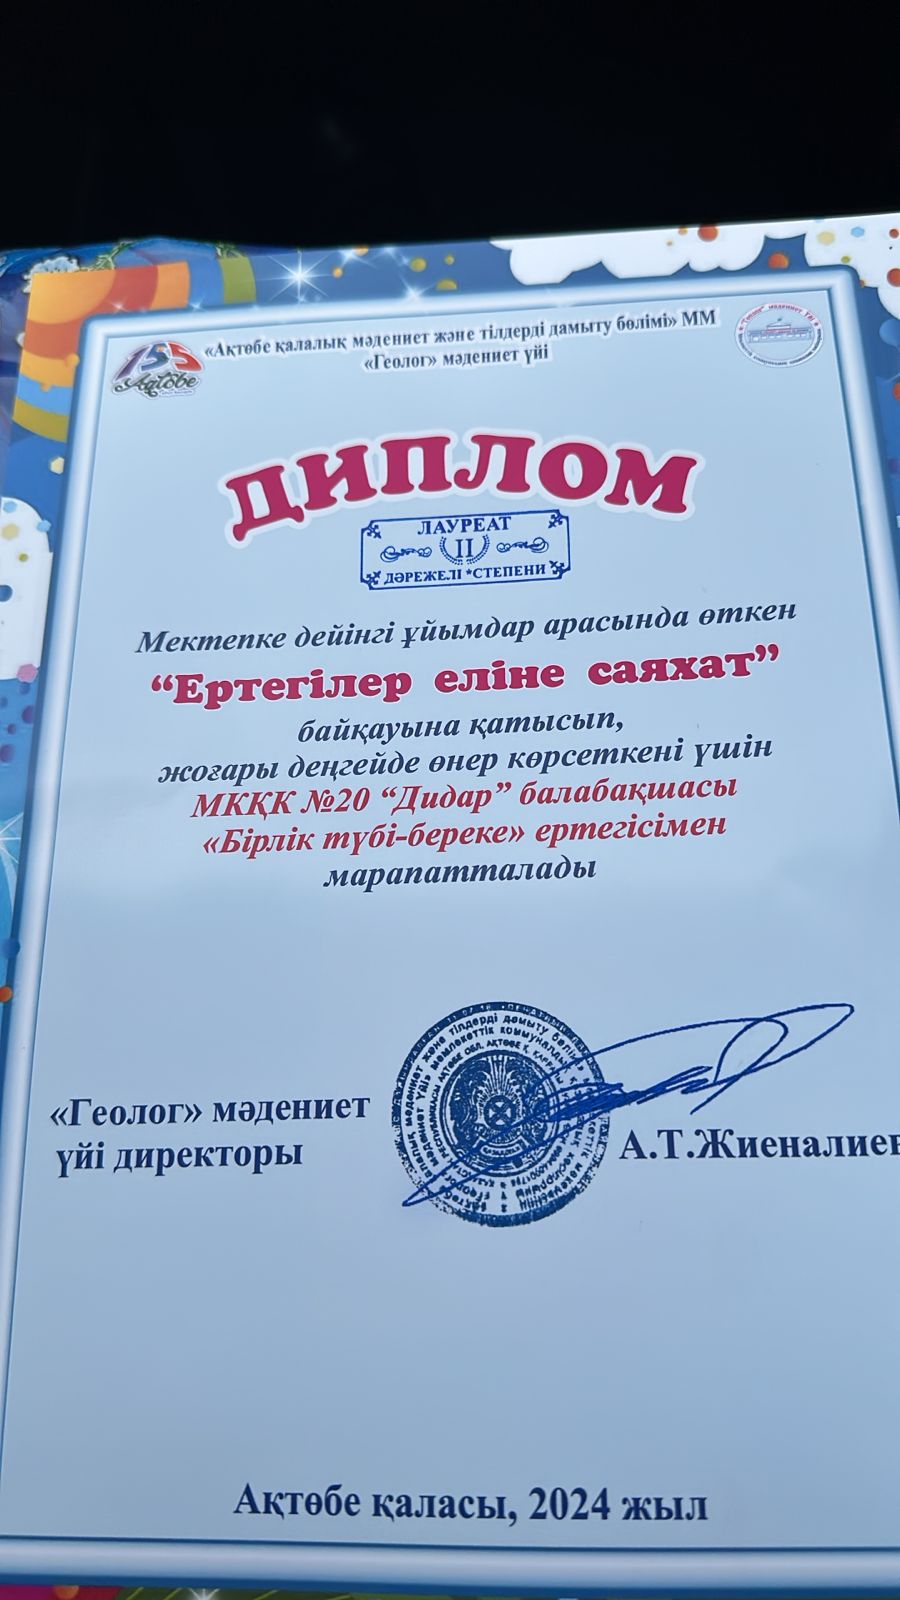 «Ақтөбе қалалық мәдениет және тілдерді дамыту бөлімі» ММ
«Геолог» мәдениет үйі
155
Aqtóbe
ДИПЛОМ
ЛАУРЕАТ
II
ДӘРЕЖЕЛІ *СТЕПЕНИ
Мектепке дейінгі ұйымдар арасында өткен
“Ертегілер еліне саяхат”
байқауына қатысып,
жоғары деңгейде өнер көрсеткені үшін
МКҚК №20 “Дидар” балабақшасы
«Бірлік түбі-береке» ертегісімен
марапатталады
«Геолог» мәдениет
үйі директоры
А.Т.Жиеналиев
Ақтөбе қаласы, 2024 жыл